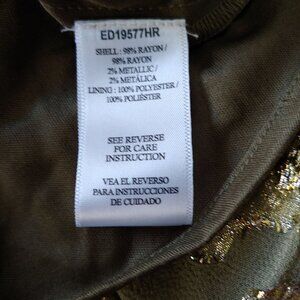 ED19577HR
SHELL : 98% RAYON /
98% RAYON
2% METALLIC /
2% METÁLICA
LINING : 100% POLYESTER /
100% POLIÉSTER
SEE REVERSE
FOR CARE
INSTRUCTION
VEA EL REVERSO
PARA INSTRUCCIONES
DE CUIDADO